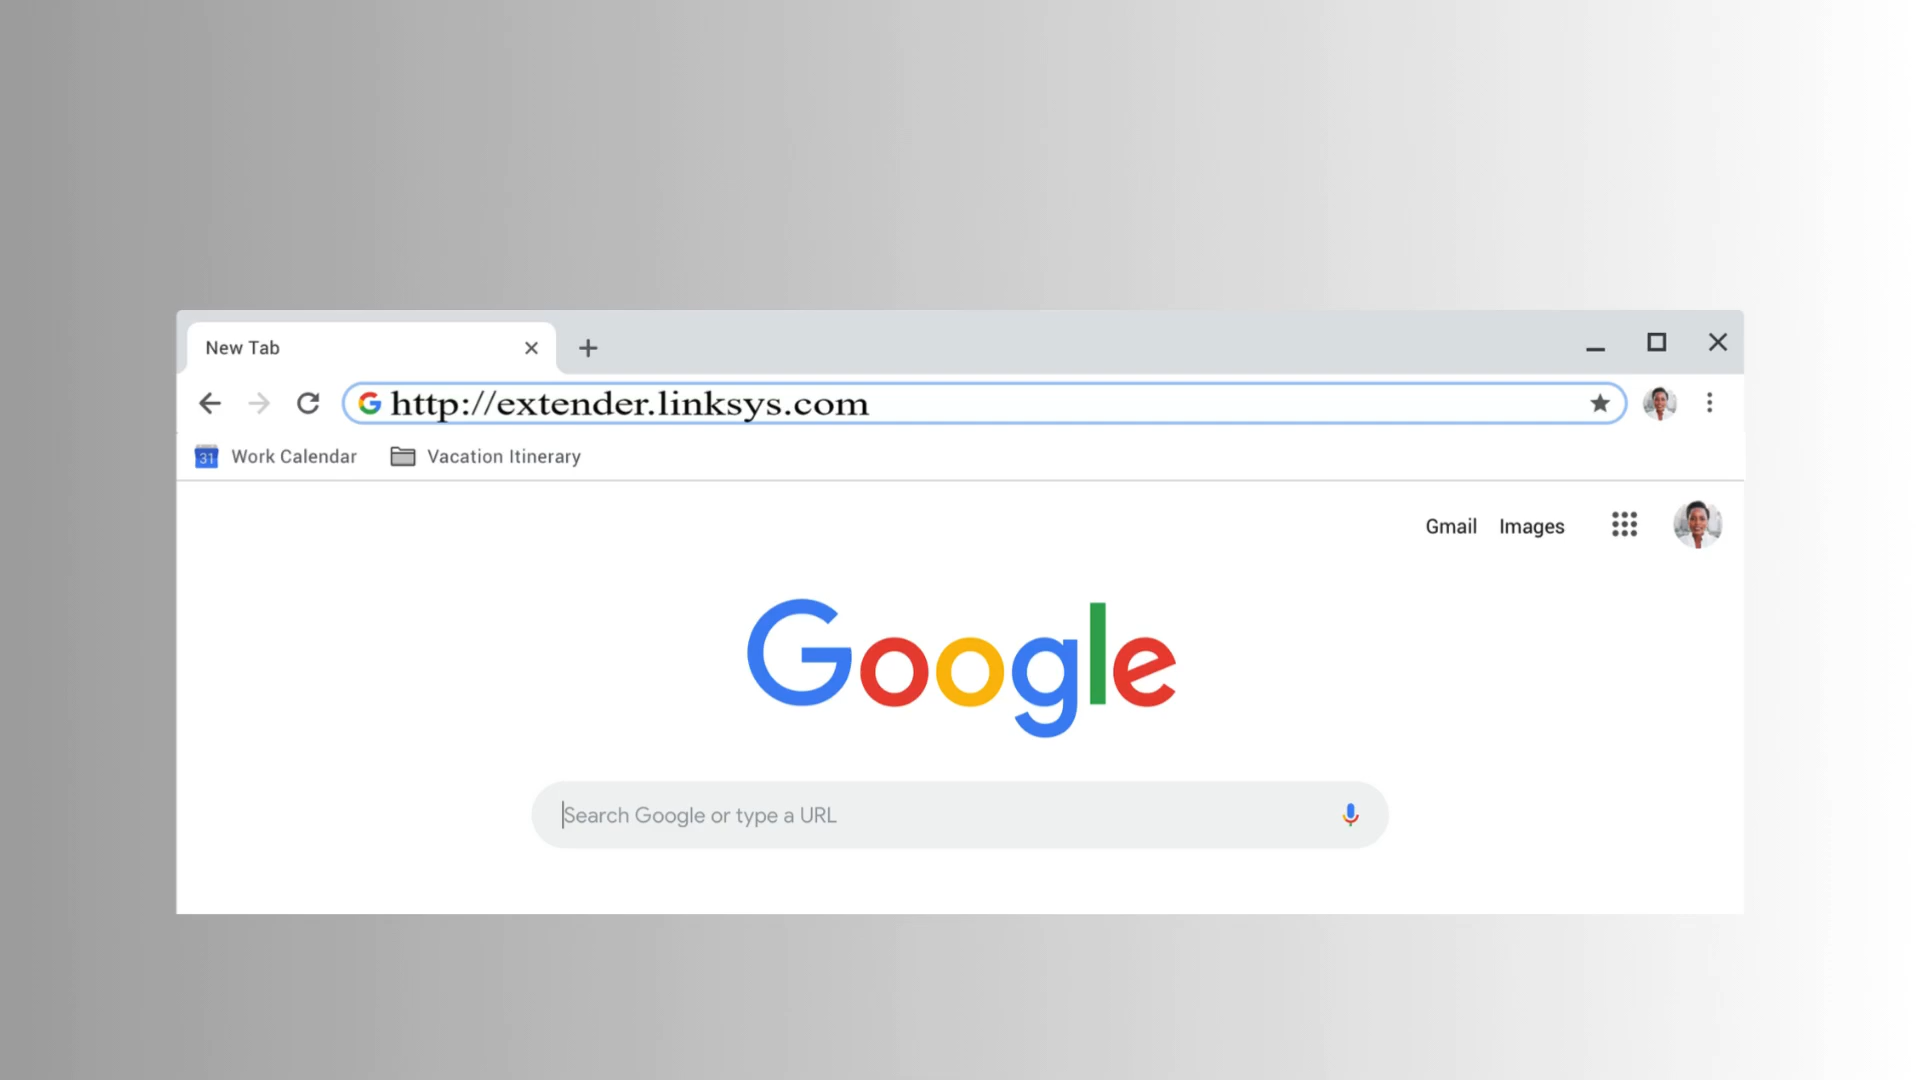 New Tab
http://extender.linksys.com
31 Work Calendar Vacation Itinerary
Gmail Images
Google
Search Google or type a URL